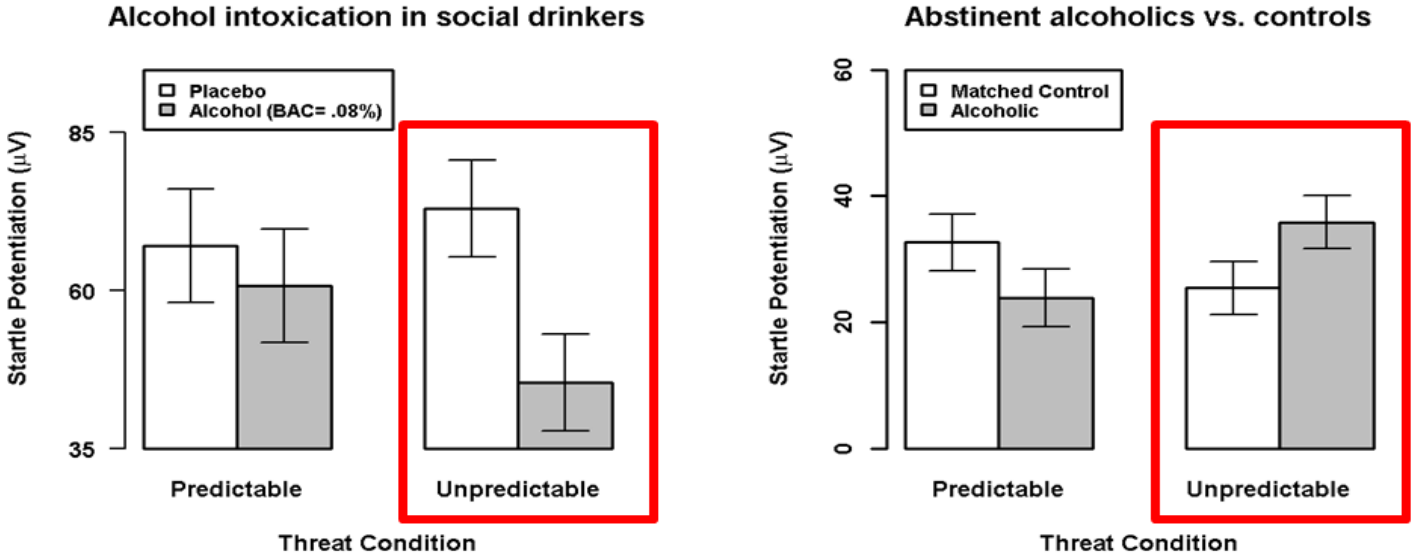 Alcohol intoxication in social drinkers
Placebo
Alcohol (BAC= .08%)
Startle Potentiation (µV)
85
60
35
Predictable
Unpredictable
Threat Condition
Abstinent alcoholics vs. controls
Matched Control
Alcoholic
Startle Potentiation (µV)
60
40
20
0
Predictable
Unpredictable
Threat Condition